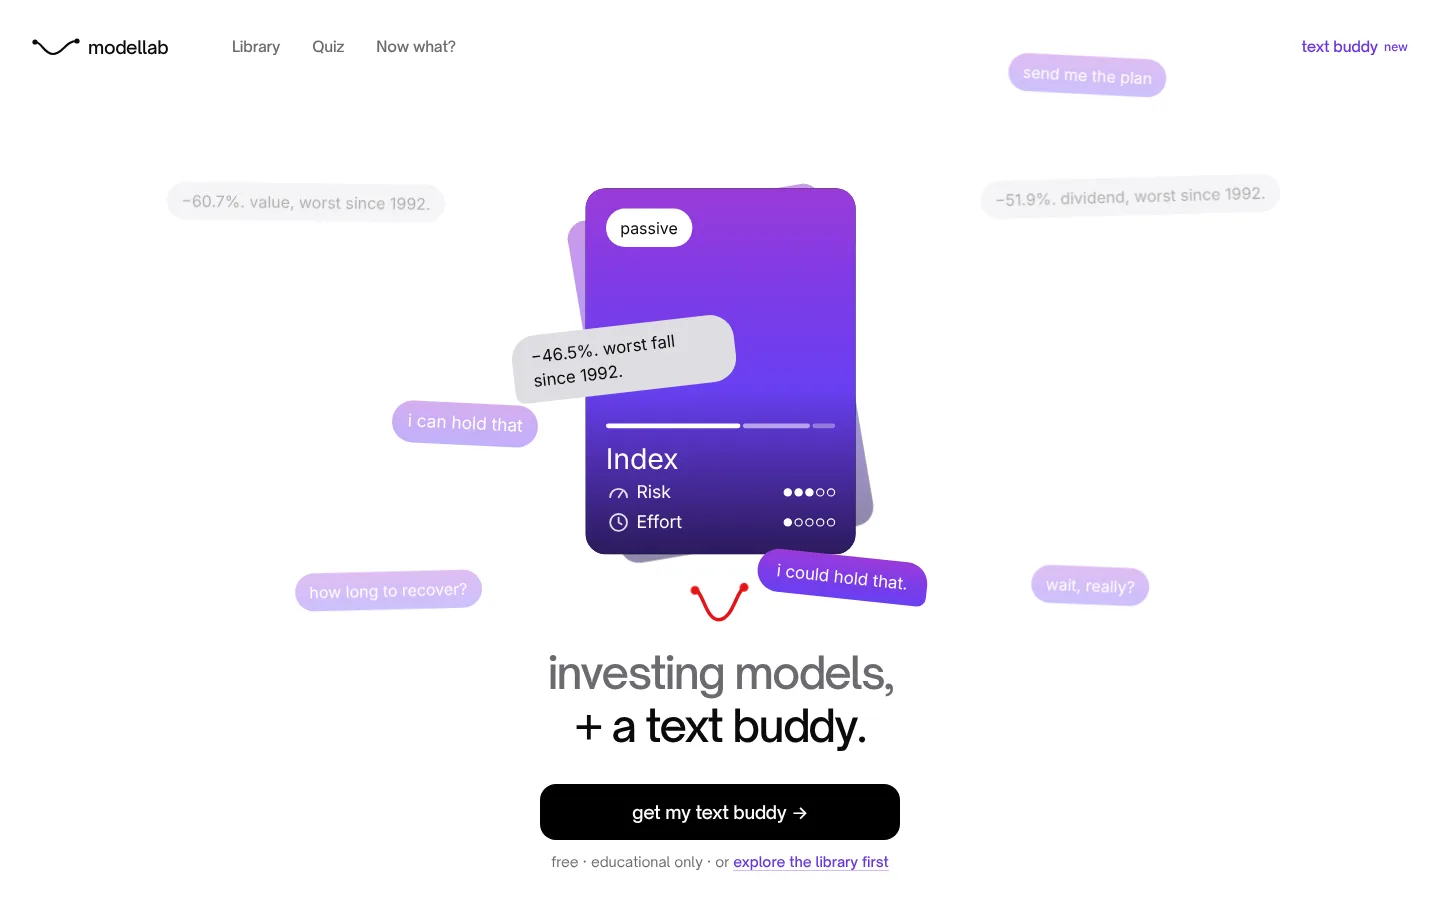 modellab
Library
Quiz
Now what?
text buddy new
send me the plan
−60.7%. value, worst since 1992.
−51.9%. dividend, worst since 1992.
passive
−46.5%. worst fall
since 1992.
i can hold that
Index
Risk
Effort
i could hold that.
how long to recover?
wait, really?
investing models,
+ a text buddy.
get my text buddy →
free · educational only · or explore the library first